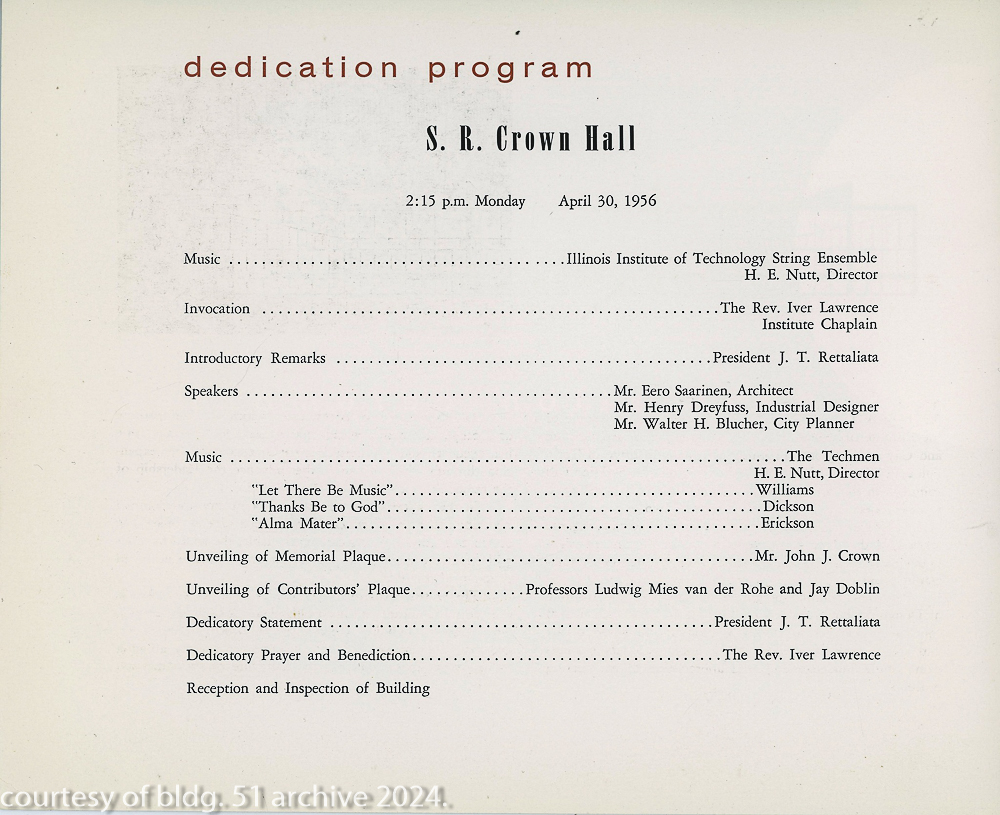 dedication program
S. R. Crown Hall
2:15 p.m. Monday April 30, 1956
Music ........................................ Illinois Institute of Technology String Ensemble
H. E. Nutt, Director
Invocation ........................................ The Rev. Iver Lawrence
Institute Chaplain
Introductory Remarks ........................................ President J. T. Rettaliata
Speakers ........................................ Mr. Eero Saarinen, Architect
Mr. Henry Dreyfuss, Industrial Designer
Mr. Walter H. Blucher, City Planner
Music ........................................ The Techmen
H. E. Nutt, Director
"Let There Be Music" ........................................ Williams
"Thanks Be to God" ........................................ Dickson
"Alma Mater" ........................................ Erickson
Unveiling of Memorial Plaque ........................................ Mr. John J. Crown
Unveiling of Contributors' Plaque .............. Professors Ludwig Mies van der Rohe and Jay Doblin
Dedicatory Statement ........................................ President J. T. Rettaliata
Dedicatory Prayer and Benediction ........................................ The Rev. Iver Lawrence
Reception and Inspection of Building
courtesy of bldg. 51 archive 2024.